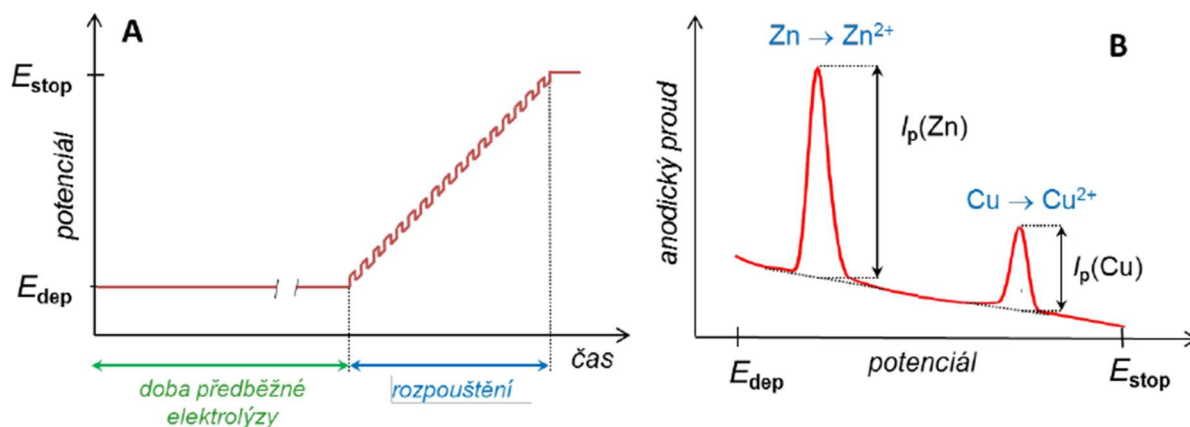 A
E_stop
potenciál
E_dep
čas
doba předběžné
elektrolýzy
rozpouštění
B
Zn → Zn²⁺
I_p(Zn)
Cu → Cu²⁺
I_p(Cu)
anodický proud
potenciál
E_dep
E_stop